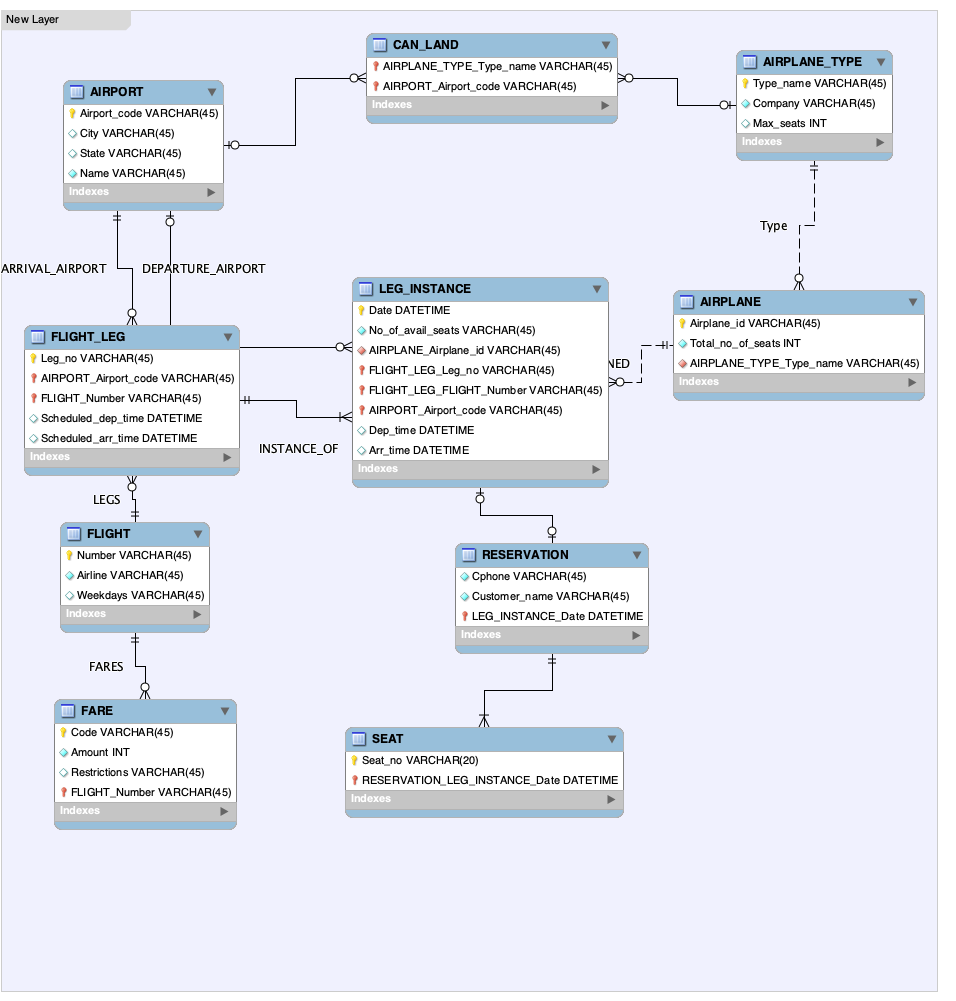 New Layer
CAN_LAND
AIRPLANE_TYPE_Type_name VARCHAR(45)
AIRPORT_Airport_code VARCHAR(45)
Indexes
AIRPLANE_TYPE
Type_name VARCHAR(45)
Company VARCHAR(45)
Max_seats INT
Indexes
AIRPORT
Airport_code VARCHAR(45)
City VARCHAR(45)
State VARCHAR(45)
Name VARCHAR(45)
Indexes
Type
ARRIVAL_AIRPORT
DEPARTURE_AIRPORT
LEG_INSTANCE
Date DATETIME
No_of_avail_seats VARCHAR(45)
AIRPLANE_Airplane_id VARCHAR(45)
FLIGHT_LEG_Leg_no VARCHAR(45)
FLIGHT_LEG_FLIGHT_Number VARCHAR(45)
AIRPORT_Airport_code VARCHAR(45)
Dep_time DATETIME
Arr_time DATETIME
Indexes
NED
AIRPLANE
Airplane_id VARCHAR(45)
Total_no_of_seats INT
AIRPLANE_TYPE_Type_name VARCHAR(45)
Indexes
FLIGHT_LEG
Leg_no VARCHAR(45)
AIRPORT_Airport_code VARCHAR(45)
FLIGHT_Number VARCHAR(45)
Scheduled_dep_time DATETIME
Scheduled_arr_time DATETIME
Indexes
INSTANCE_OF
LEGS
FLIGHT
Number VARCHAR(45)
Airline VARCHAR(45)
Weekdays VARCHAR(45)
Indexes
RESERVATION
Cphone VARCHAR(45)
Customer_name VARCHAR(45)
LEG_INSTANCE_Date DATETIME
Indexes
FARES
FARE
Code VARCHAR(45)
Amount INT
Restrictions VARCHAR(45)
FLIGHT_Number VARCHAR(45)
Indexes
SEAT
Seat_no VARCHAR(20)
RESERVATION_LEG_INSTANCE_Date DATETIME
Indexes